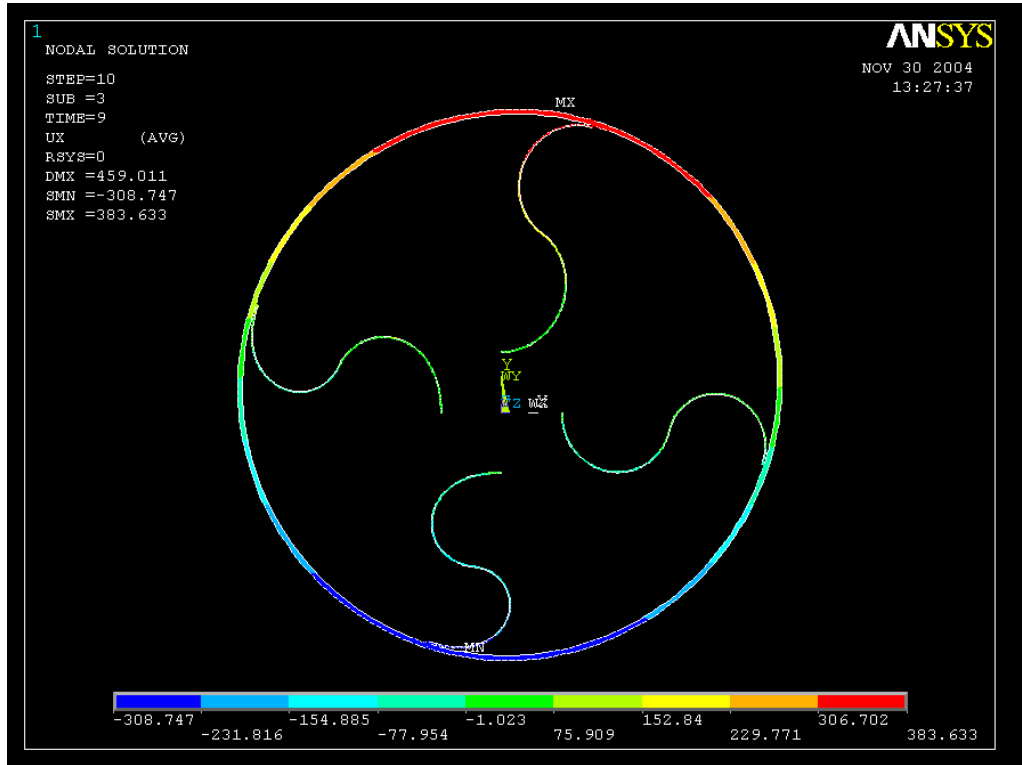 1
NODAL SOLUTION
STEP=10
SUB =3
TIME=9
UX (AVG)
RSYS=0
DMX =459.011
SMN =-308.747
SMX =383.633
ANSYS
NOV 30 2004
13:27:37
MX
Y
WY
Z
MN
-308.747 -154.885 -1.023 152.84 306.702
-231.816 -77.954 75.909 229.771 383.633